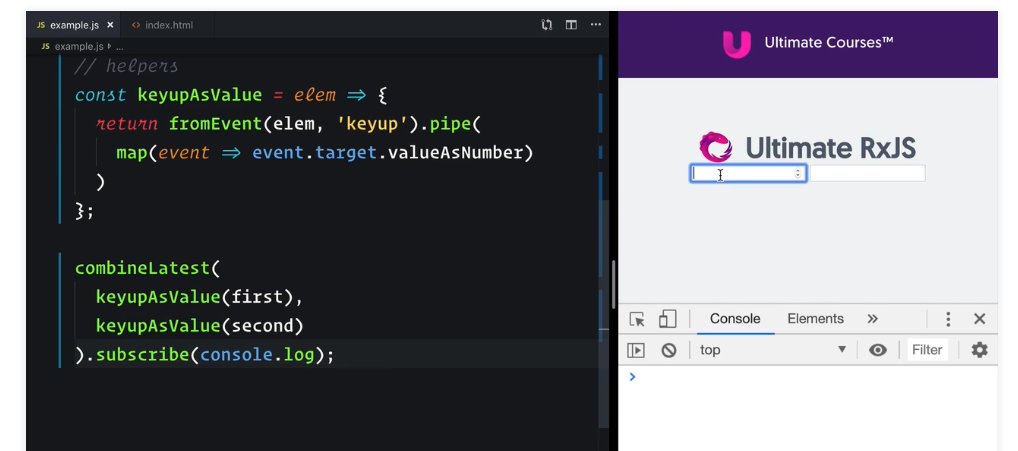 JS example.js × <> index.html
JS example.js ▸ ...
// helpers
const keyupAsValue = elem ⇒ {
return fromEvent(elem, 'keyup').pipe(
map(event ⇒ event.target.valueAsNumber)
)
};
combineLatest(
keyupAsValue(first),
keyupAsValue(second)
).subscribe(console.log);
Ultimate Courses™
Ultimate RxJS
Console Elements »
top ▼ Filter
>